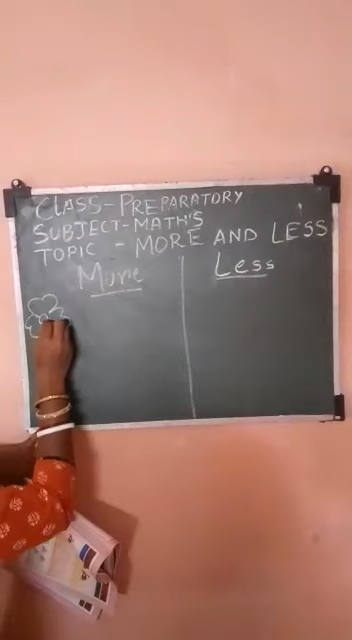 CLASS-PREPARATORY
SUBJECT-MATH'S
TOPIC - MORE AND LESS
More Less